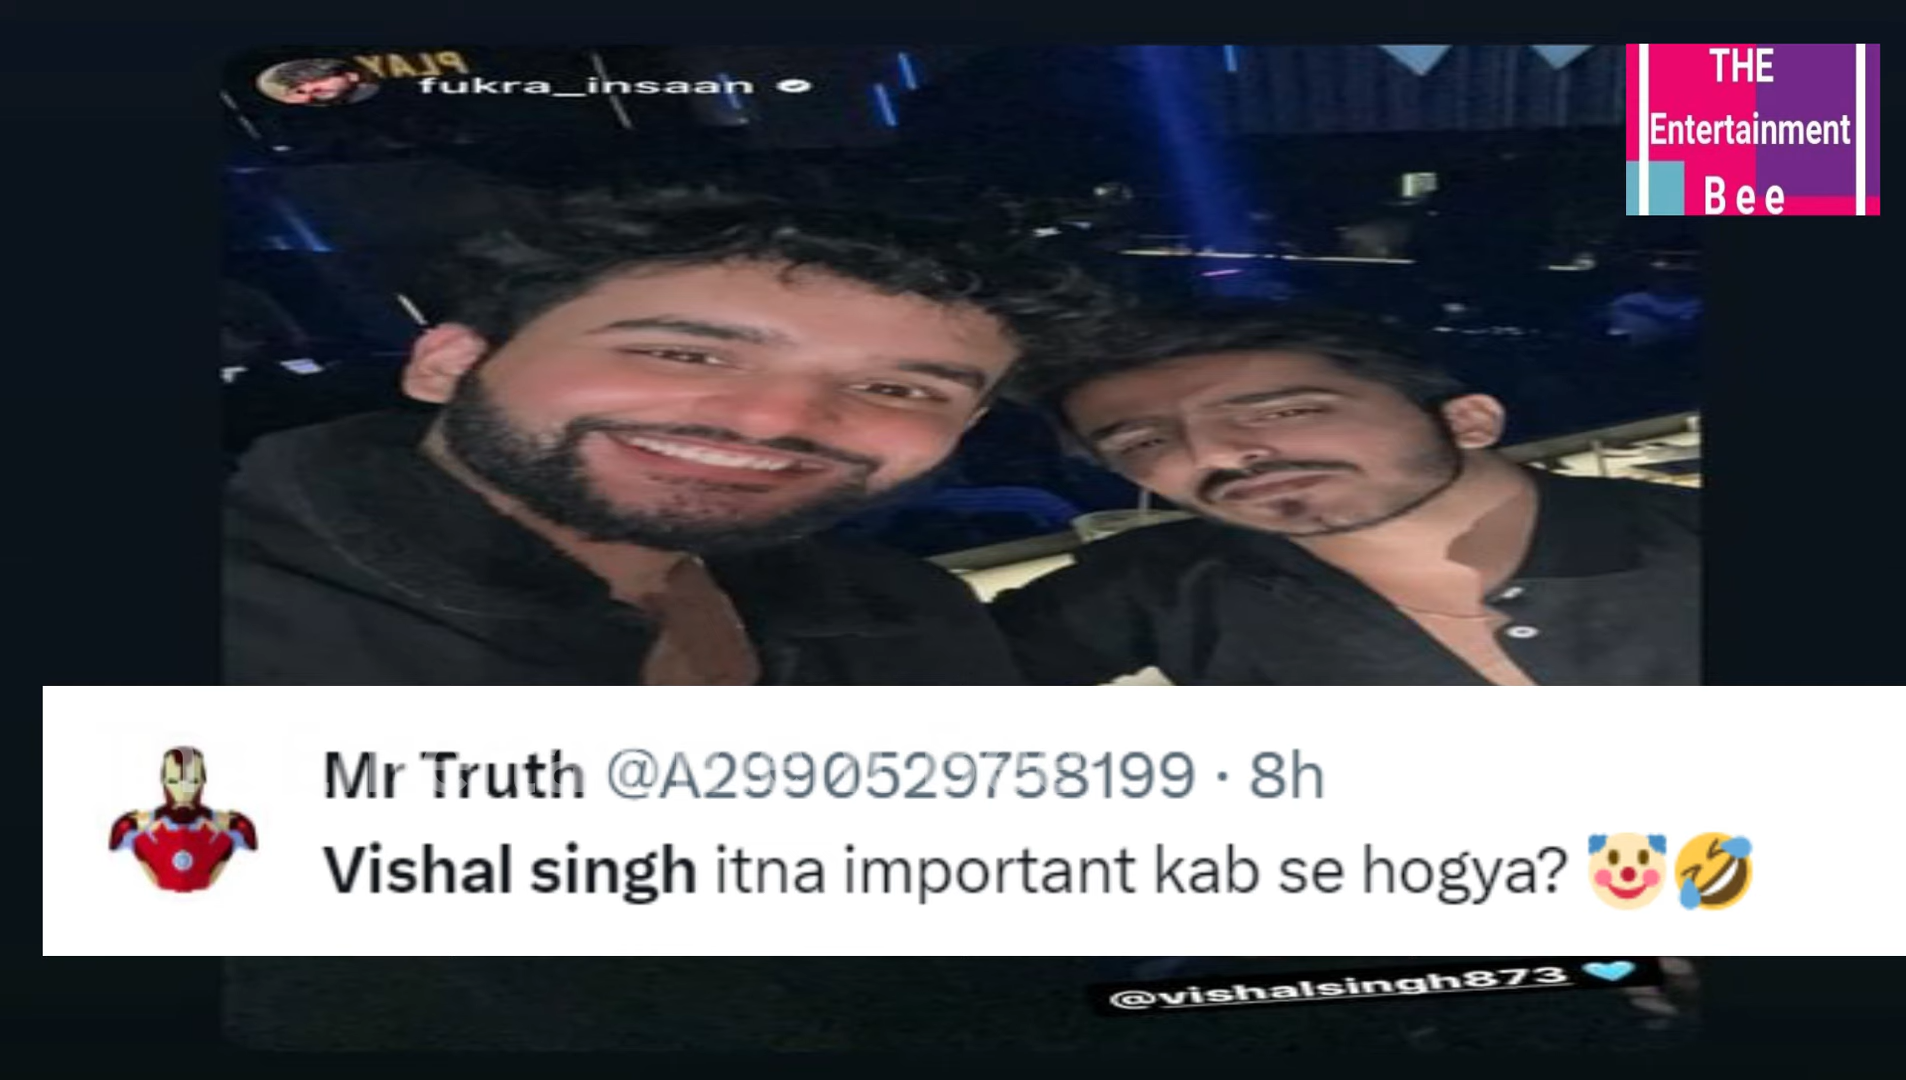 PLAY
fukra_insaan
THE
Entertainment
Bee
Mr Truth @A2990529758199 · 8h
Vishal singh itna important kab se hogya? 🤡🤣
@vishalsingh873 🩵